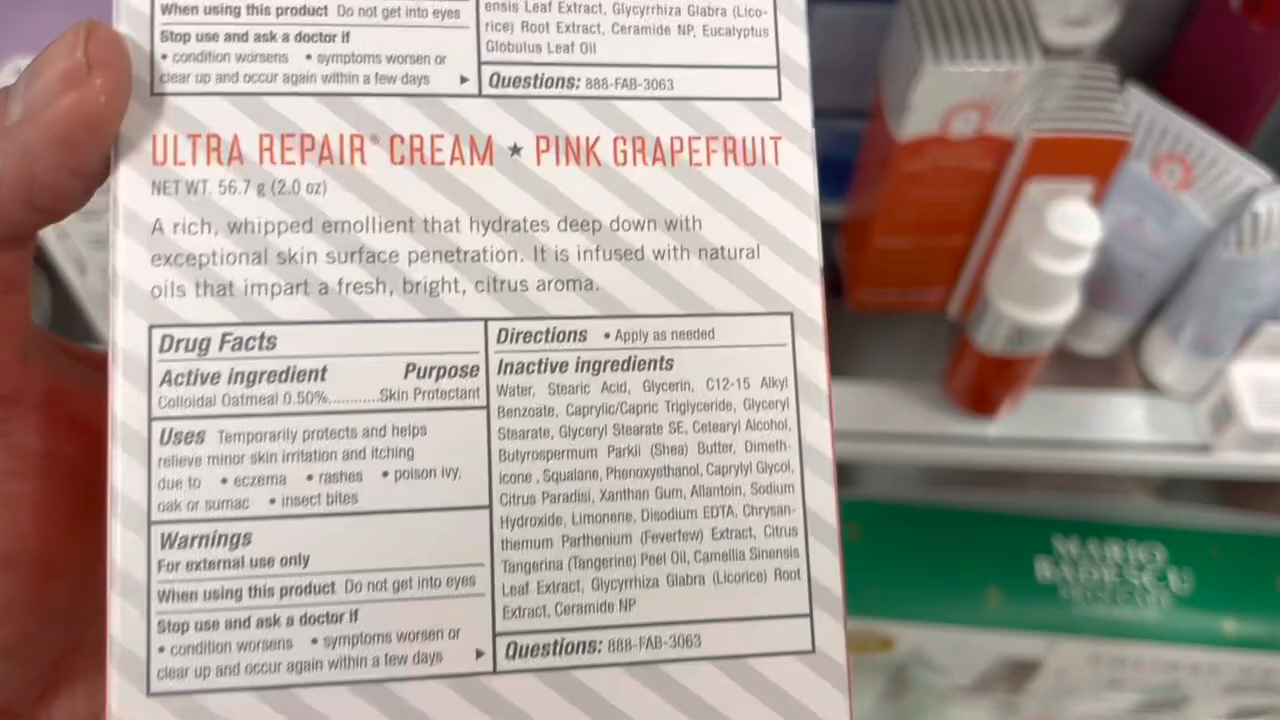 When using this product Do not get into eyes
Stop use and ask a doctor if
• condition worsens • symptoms worsen or
clear up and occur again within a few days
ensis Leaf Extract, Glycyrrhiza Glabra (Lico-
rice) Root Extract, Ceramide NP, Eucalyptus
Globulus Leaf Oil
Questions: 888-FAB-3063
ULTRA REPAIR® CREAM ★ PINK GRAPEFRUIT
NET WT. 56.7 g (2.0 oz)
A rich, whipped emollient that hydrates deep down with
exceptional skin surface penetration. It is infused with natural
oils that impart a fresh, bright, citrus aroma.
Drug Facts
Active ingredient Purpose
Colloidal Oatmeal 0.50%...........Skin Protectant
Uses Temporarily protects and helps
relieve minor skin irritation and itching
due to • eczema • rashes • poison ivy,
oak or sumac • insect bites
Warnings
For external use only
When using this product Do not get into eyes
Stop use and ask a doctor if
• condition worsens • symptoms worsen or
clear up and occur again within a few days
Directions • Apply as needed
Inactive ingredients
Water, Stearic Acid, Glycerin, C12-15 Alkyl
Benzoate, Caprylic/Capric Triglyceride, Glyceryl
Stearate, Glyceryl Stearate SE, Cetearyl Alcohol,
Butyrospermum Parkii (Shea) Butter, Dimeth-
icone , Squalane, Phenoxyethanol, Caprylyl Glycol,
Citrus Paradisi, Xanthan Gum, Allantoin, Sodium
Hydroxide, Limonene, Disodium EDTA, Chrysan-
themum Parthenium (Feverfew) Extract, Citrus
Tangerina (Tangerine) Peel Oil, Camellia Sinensis
Leaf Extract, Glycyrrhiza Glabra (Licorice) Root
Extract, Ceramide NP
Questions: 888-FAB-3063
MARIO
BADESCU